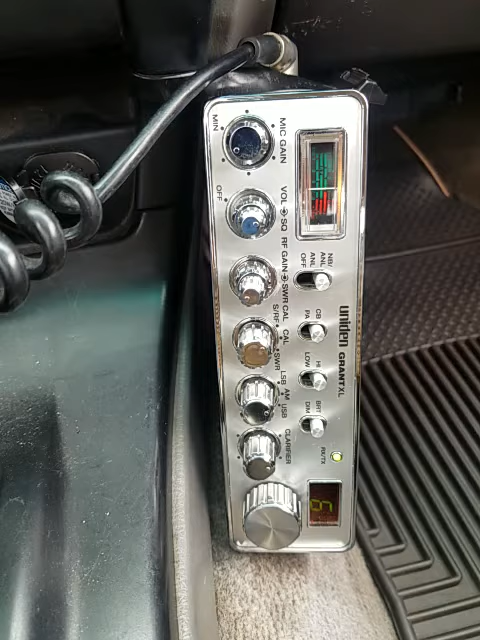 NB/
ANL
ANL
OFF
CB
PA
HI
LOW
BRT
DIM
RX/TX
uniden GRANT XL
MIC GAIN
MIN
VOL SQ
OFF
RF GAIN SWR CAL
S/RF
CAL
SWR
LSB AM USB
CLARIFIER